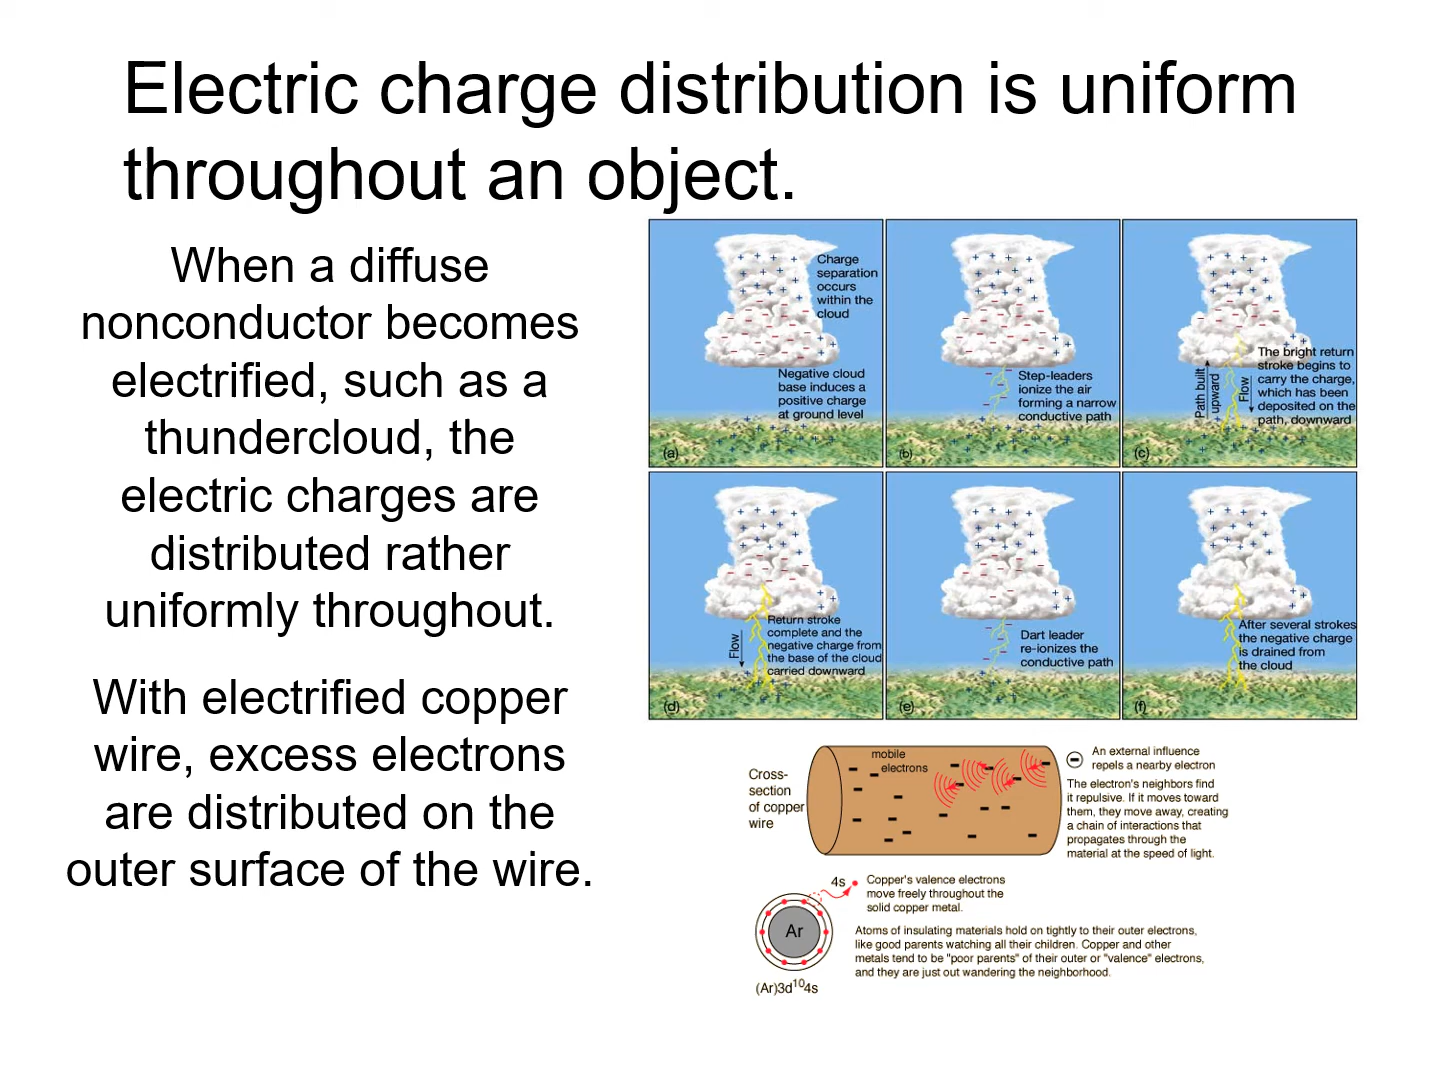 Electric charge distribution is uniform
throughout an object.
When a diffuse
nonconductor becomes
electrified, such as a
thundercloud, the
electric charges are
distributed rather
uniformly throughout.
With electrified copper
wire, excess electrons
are distributed on the
outer surface of the wire.
Charge
separation
occurs
within the
cloud
Negative cloud
base induces a
positive charge
at ground level
(a)
Step-leaders
ionize the air
forming a narrow
conductive path
(b)
Path built
upward
Flow
The bright return
stroke begins to
carry the charge,
which has been
deposited on the
path, downward
(c)
Flow
Return stroke
complete and the
negative charge from
the base of the cloud
carried downward
(d)
Dart leader
re-ionizes the
conductive path
(e)
After several strokes
the negative charge
is drained from
the cloud
(f)
Cross-
section
of copper
wire
mobile
electrons
An external influence
repels a nearby electron
The electron's neighbors find
it repulsive. If it moves toward
them, they move away, creating
a chain of interactions that
propagates through the
material at the speed of light.
4s
Copper's valence electrons
move freely throughout the
solid copper metal.
Ar
(Ar)3d¹⁰4s
Atoms of insulating materials hold on tightly to their outer electrons,
like good parents watching all their children. Copper and other
metals tend to be "poor parents" of their outer or "valence" electrons,
and they are just out wandering the neighborhood.